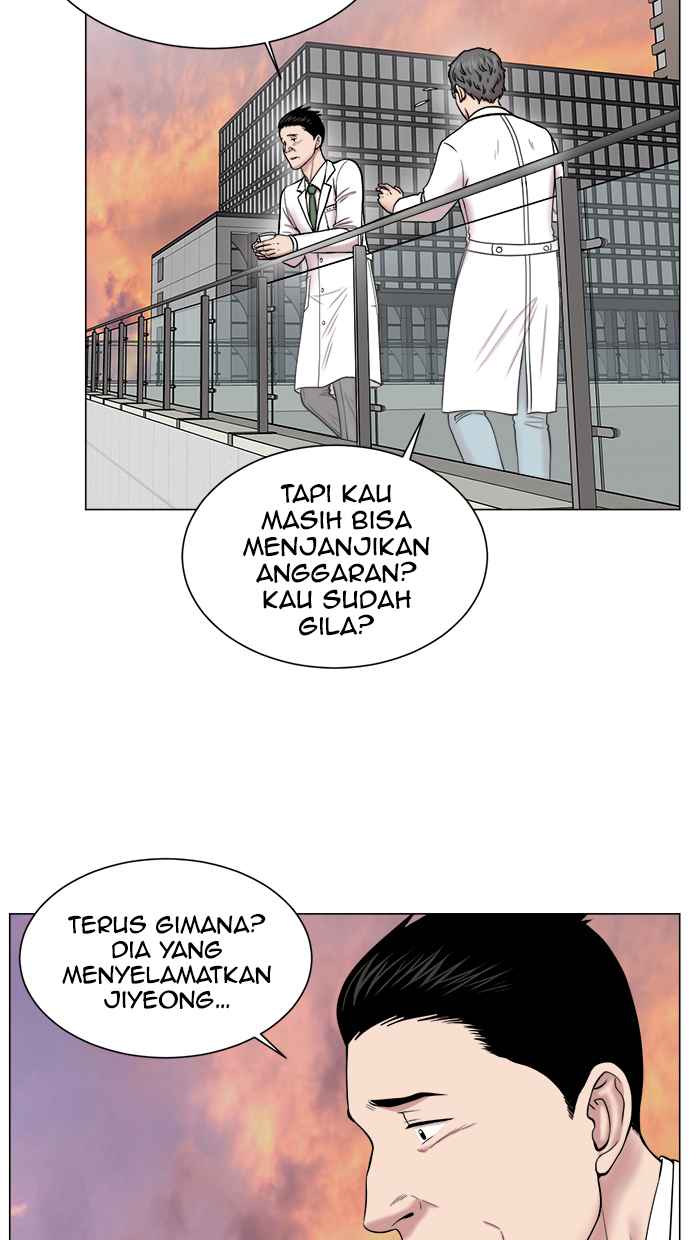 TAPI KAU
MASIH BISA
MENJANJIKAN
ANGGARAN?
KAU SUDAH
GILA?
TERUS GIMANA?
DIA YANG
MENYELAMATKAN
JIYEONG...